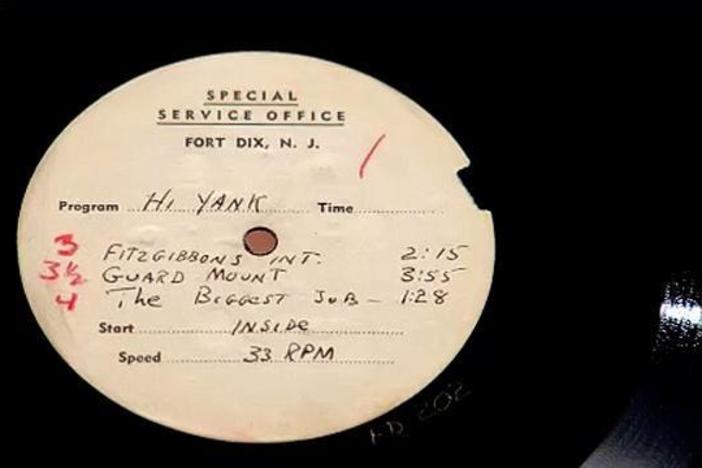 SPECIAL
SERVICE OFFICE
FORT DIX, N. J.
/
Program Hi YANK Time
3 FITZGIBBONS INT. 2:15
3½ GUARD MOUNT 3:55
4 The BIGGEST JOB - 1:28
Start INSIDE
Speed 33 RPM
202